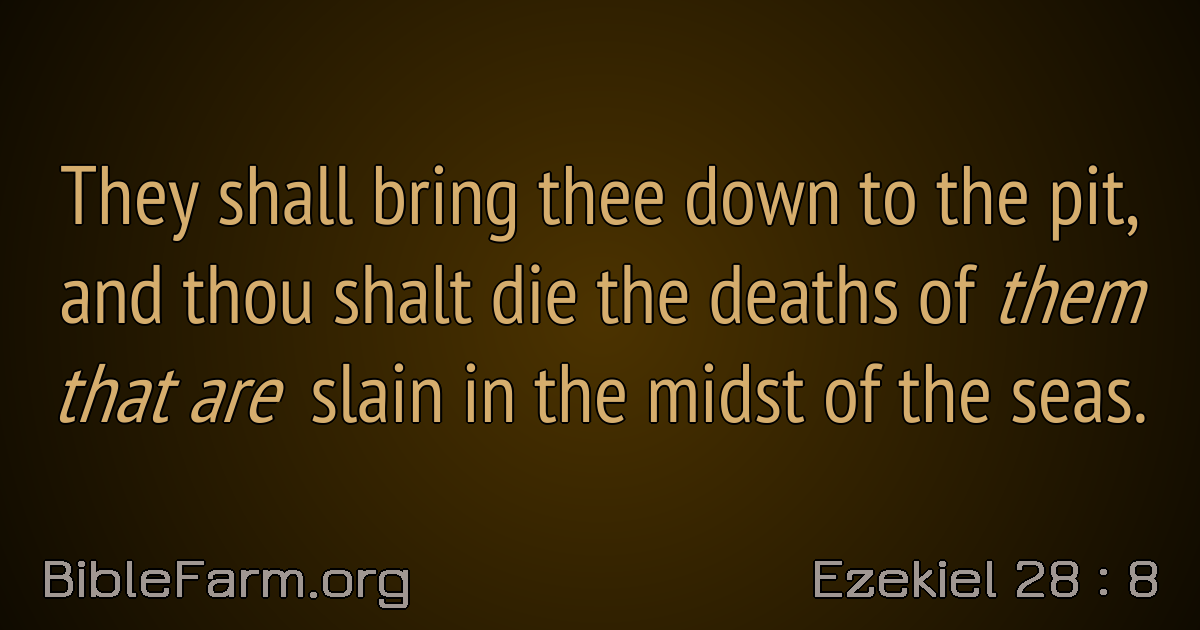 They shall bring thee down to the pit,
and thou shalt die the deaths of them
that are slain in the midst of the seas.
BibleFarm.org
Ezekiel 28 : 8